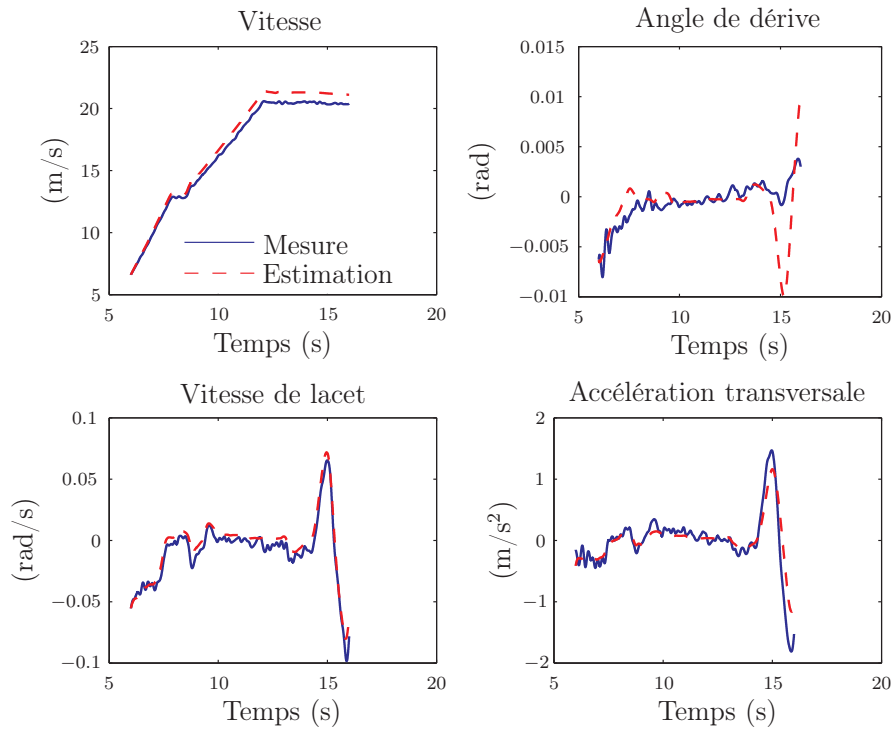 Vitesse
25
20
15
10
5
(m/s)
Mesure
Estimation
5 10 15 20
Temps (s)
Angle de dérive
0.015
0.01
0.005
0
−0.005
−0.01
(rad)
5 10 15 20
Temps (s)
Vitesse de lacet
0.1
0.05
0
−0.05
−0.1
(rad/s)
5 10 15 20
Temps (s)
Accélération transversale
2
1
0
−1
−2
(m/s²)
5 10 15 20
Temps (s)